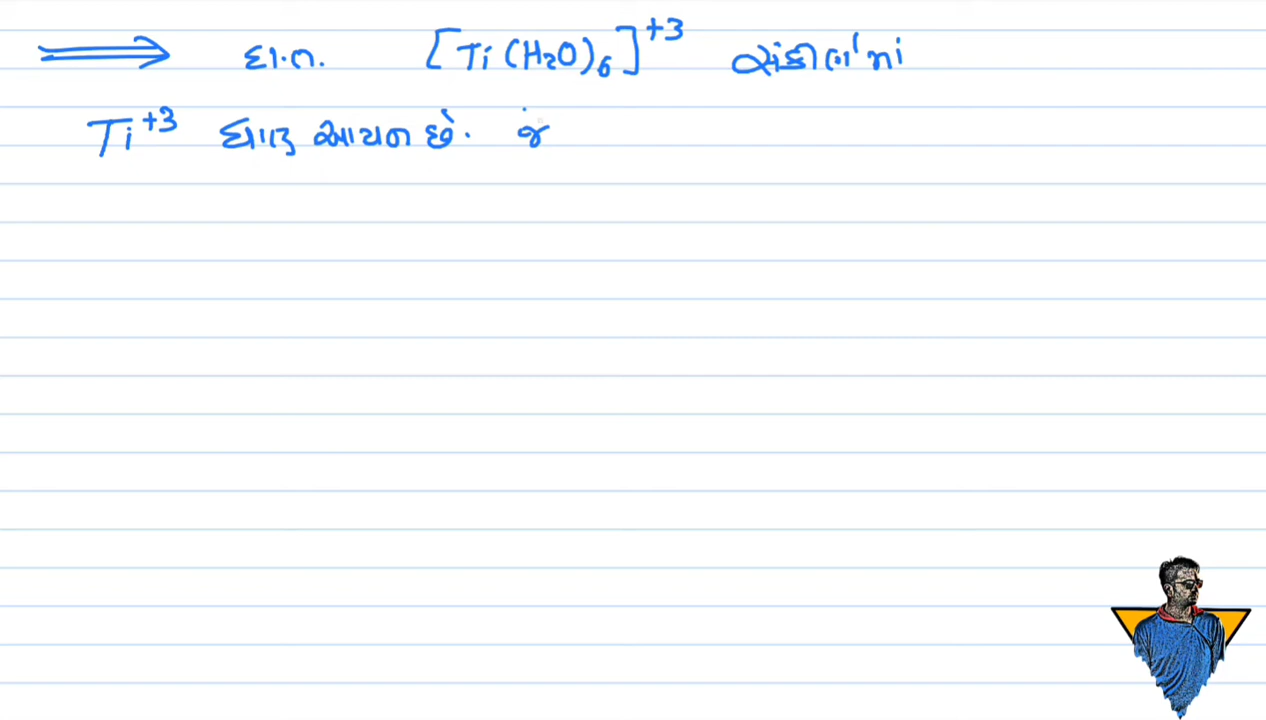 ⟹ દા.ત. [Ti(H₂O)₆]⁺³ સંકીર્ણમાં
Ti⁺³ ધાતુ આયન છે. જે